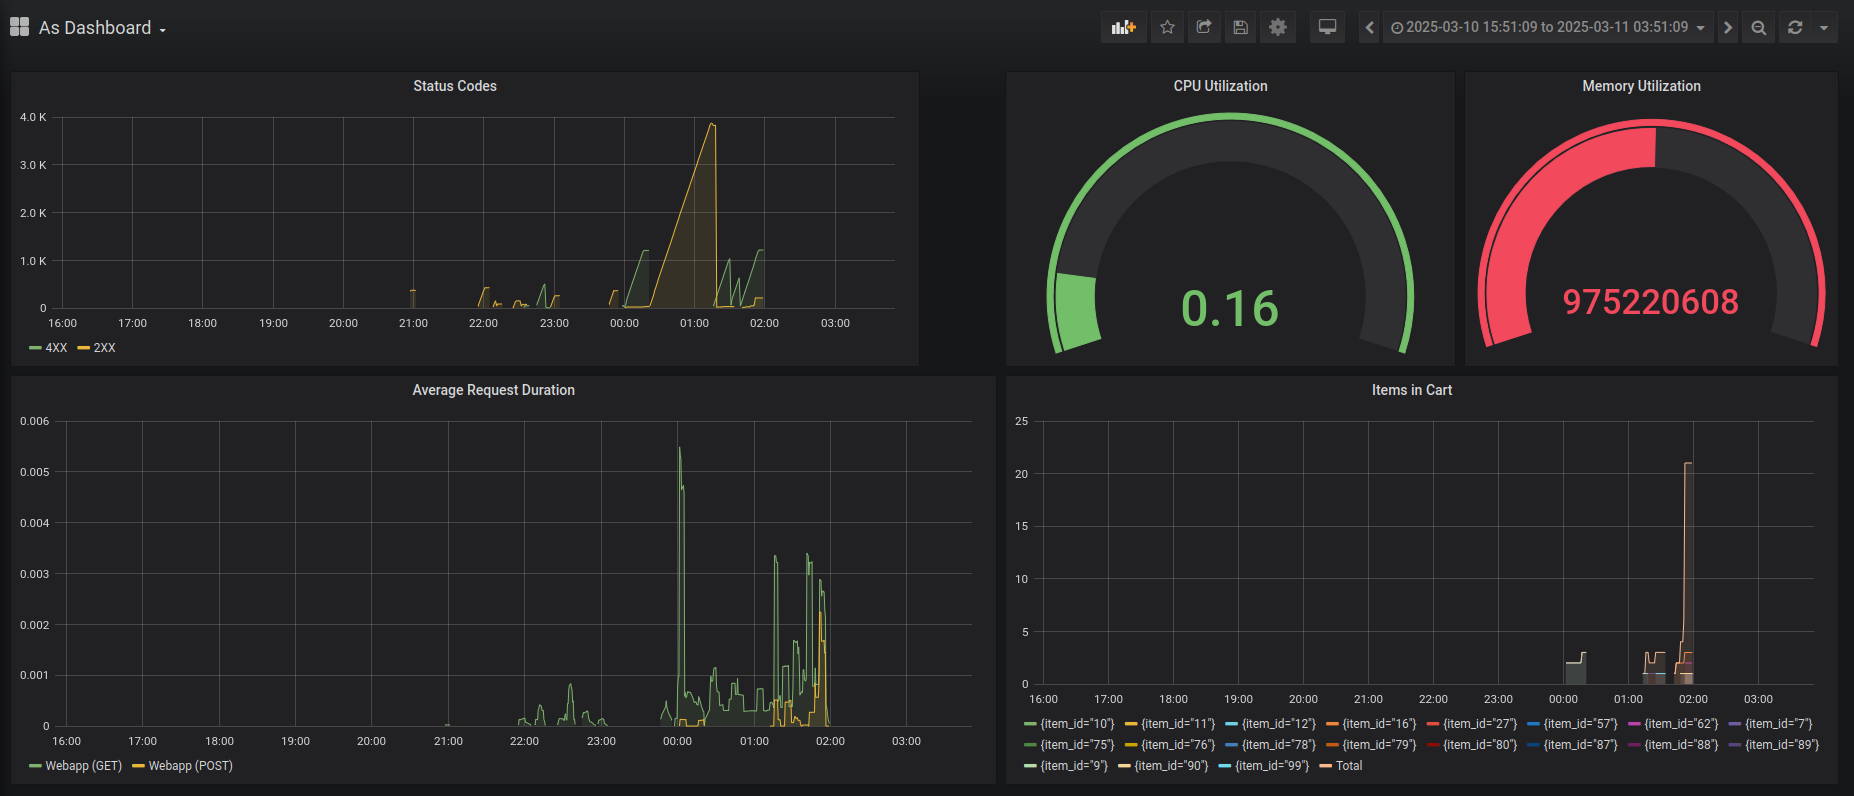 As Dashboard
2025-03-10 15:51:09 to 2025-03-11 03:51:09
Status Codes
4.0 K
3.0 K
2.0 K
1.0 K
0
16:00 17:00 18:00 19:00 20:00 21:00 22:00 23:00 00:00 01:00 02:00 03:00
4XX 2XX
CPU Utilization
0.16
Memory Utilization
975220608
Average Request Duration
0.006
0.005
0.004
0.003
0.002
0.001
0
16:00 17:00 18:00 19:00 20:00 21:00 22:00 23:00 00:00 01:00 02:00 03:00
Webapp (GET) Webapp (POST)
Items in Cart
25
20
15
10
5
0
16:00 17:00 18:00 19:00 20:00 21:00 22:00 23:00 00:00 01:00 02:00 03:00
{item_id="10"} {item_id="11"} {item_id="12"} {item_id="16"} {item_id="27"} {item_id="57"} {item_id="62"} {item_id="7"}
{item_id="75"} {item_id="76"} {item_id="78"} {item_id="79"} {item_id="80"} {item_id="87"} {item_id="88"} {item_id="89"}
{item_id="9"} {item_id="90"} {item_id="99"} Total